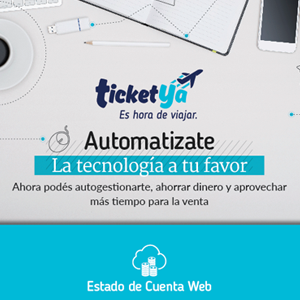 ticketYa
Es hora de viajar.
Automatizate
La tecnología a tu favor
Ahora podés autogestionarte, ahorrar dinero y aprovechar
más tiempo para la venta
Estado de Cuenta Web